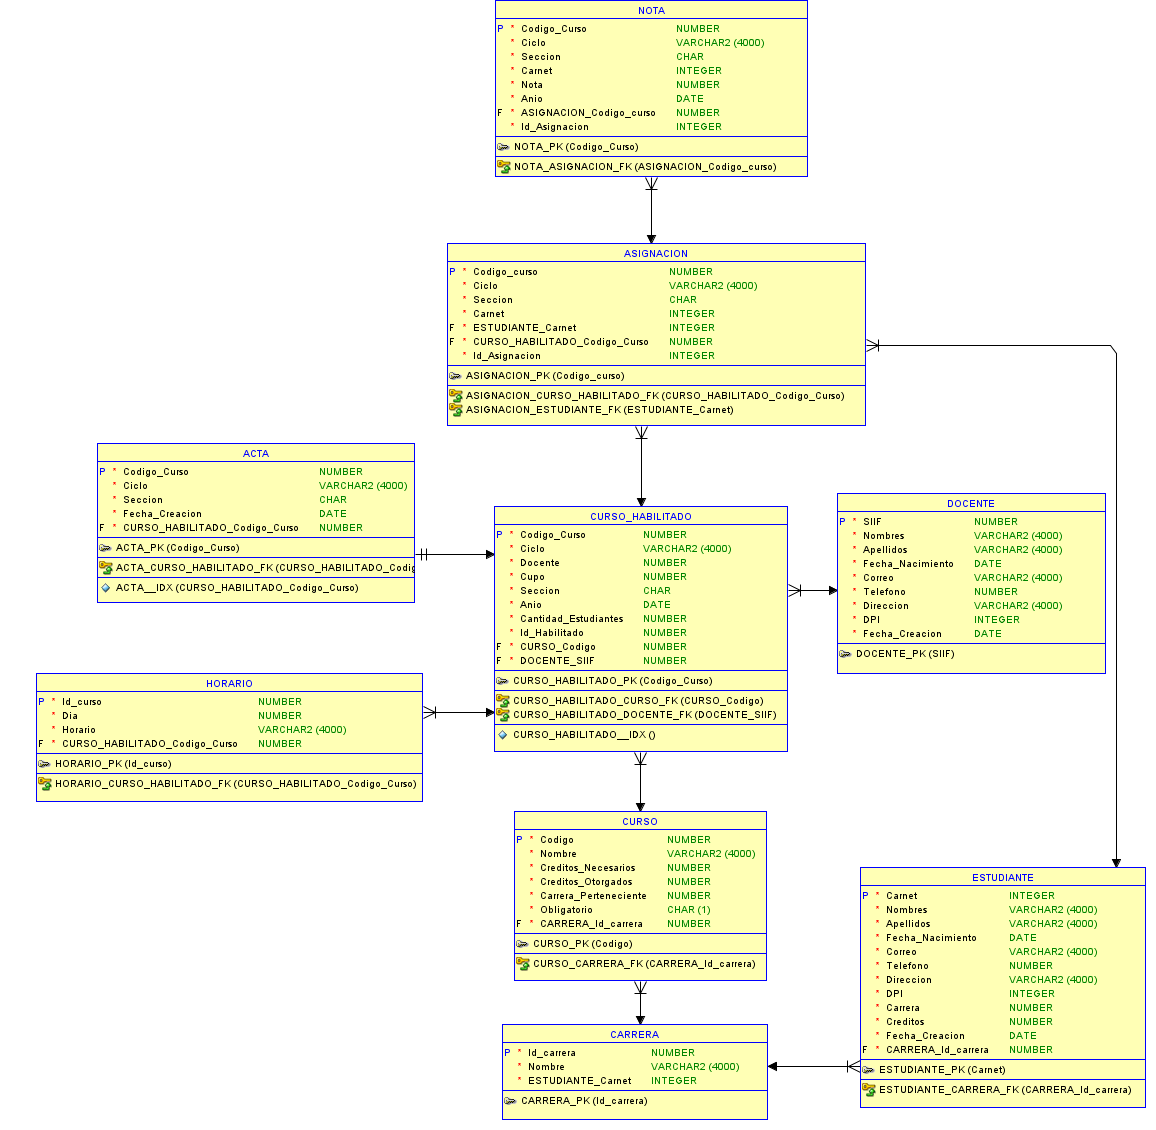 NOTA
P * Codigo_Curso NUMBER
* Ciclo VARCHAR2 (4000)
* Seccion CHAR
* Carnet INTEGER
* Nota NUMBER
* Anio DATE
F * ASIGNACION_Codigo_curso NUMBER
* Id_Asignacion INTEGER
NOTA_PK (Codigo_Curso)
NOTA_ASIGNACION_FK (ASIGNACION_Codigo_curso)
ASIGNACION
P * Codigo_curso NUMBER
* Ciclo VARCHAR2 (4000)
* Seccion CHAR
* Carnet INTEGER
F * ESTUDIANTE_Carnet INTEGER
F * CURSO_HABILITADO_Codigo_Curso NUMBER
* Id_Asignacion INTEGER
ASIGNACION_PK (Codigo_curso)
ASIGNACION_CURSO_HABILITADO_FK (CURSO_HABILITADO_Codigo_Curso)
ASIGNACION_ESTUDIANTE_FK (ESTUDIANTE_Carnet)
ACTA
P * Codigo_Curso NUMBER
* Ciclo VARCHAR2 (4000)
* Seccion CHAR
* Fecha_Creacion DATE
F * CURSO_HABILITADO_Codigo_Curso NUMBER
ACTA_PK (Codigo_Curso)
ACTA_CURSO_HABILITADO_FK (CURSO_HABILITADO_Codig
ACTA__IDX (CURSO_HABILITADO_Codigo_Curso)
CURSO_HABILITADO
P * Codigo_Curso NUMBER
* Ciclo VARCHAR2 (4000)
* Docente NUMBER
* Cupo NUMBER
* Seccion CHAR
* Anio DATE
* Cantidad_Estudiantes NUMBER
* Id_Habilitado NUMBER
F * CURSO_Codigo NUMBER
F * DOCENTE_SIIF NUMBER
CURSO_HABILITADO_PK (Codigo_Curso)
CURSO_HABILITADO_CURSO_FK (CURSO_Codigo)
CURSO_HABILITADO_DOCENTE_FK (DOCENTE_SIIF)
CURSO_HABILITADO__IDX ()
DOCENTE
P * SIIF NUMBER
* Nombres VARCHAR2 (4000)
* Apellidos VARCHAR2 (4000)
* Fecha_Nacimiento DATE
* Correo VARCHAR2 (4000)
* Telefono NUMBER
* Direccion VARCHAR2 (4000)
* DPI INTEGER
* Fecha_Creacion DATE
DOCENTE_PK (SIIF)
HORARIO
P * Id_curso NUMBER
* Dia NUMBER
* Horario VARCHAR2 (4000)
F * CURSO_HABILITADO_Codigo_Curso NUMBER
HORARIO_PK (Id_curso)
HORARIO_CURSO_HABILITADO_FK (CURSO_HABILITADO_Codigo_Curso)
CURSO
P * Codigo NUMBER
* Nombre VARCHAR2 (4000)
* Creditos_Necesarios NUMBER
* Creditos_Otorgados NUMBER
* Carrera_Perteneciente NUMBER
* Obligatorio CHAR (1)
F * CARRERA_Id_carrera NUMBER
CURSO_PK (Codigo)
CURSO_CARRERA_FK (CARRERA_Id_carrera)
ESTUDIANTE
P * Carnet INTEGER
* Nombres VARCHAR2 (4000)
* Apellidos VARCHAR2 (4000)
* Fecha_Nacimiento DATE
* Correo VARCHAR2 (4000)
* Telefono NUMBER
* Direccion VARCHAR2 (4000)
* DPI INTEGER
* Carrera NUMBER
* Creditos NUMBER
* Fecha_Creacion DATE
F * CARRERA_Id_carrera NUMBER
ESTUDIANTE_PK (Carnet)
ESTUDIANTE_CARRERA_FK (CARRERA_Id_carrera)
CARRERA
P * Id_carrera NUMBER
* Nombre VARCHAR2 (4000)
* ESTUDIANTE_Carnet INTEGER
CARRERA_PK (Id_carrera)